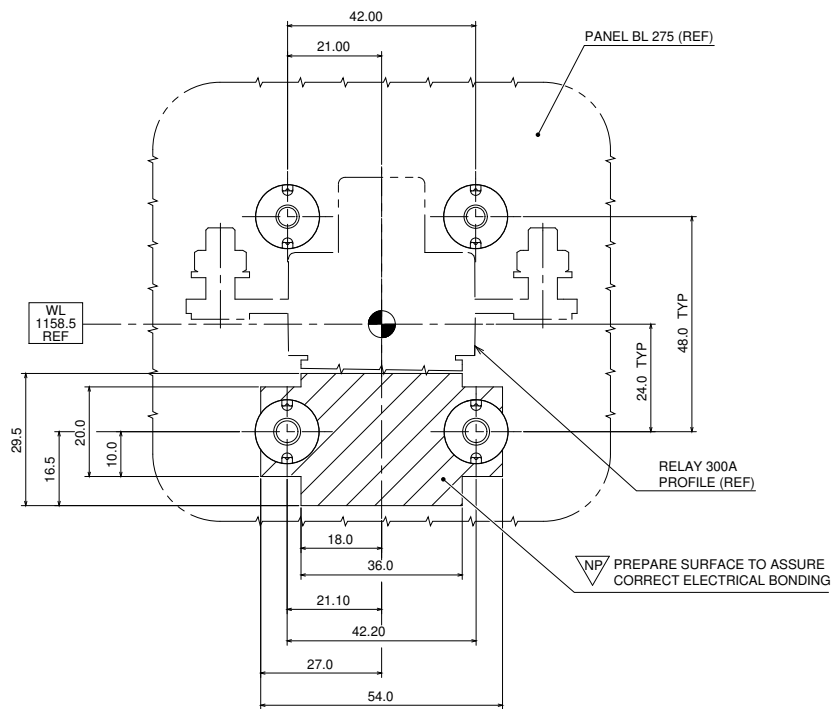 42.00
21.00
PANEL BL 275 (REF)
WL
1158.5
REF
48.0 TYP
24.0 TYP
29.5
20.0
16.5
10.0
RELAY 300A
PROFILE (REF)
18.0
36.0
NP PREPARE SURFACE TO ASSURE
CORRECT ELECTRICAL BONDING
21.10
42.20
27.0
54.0